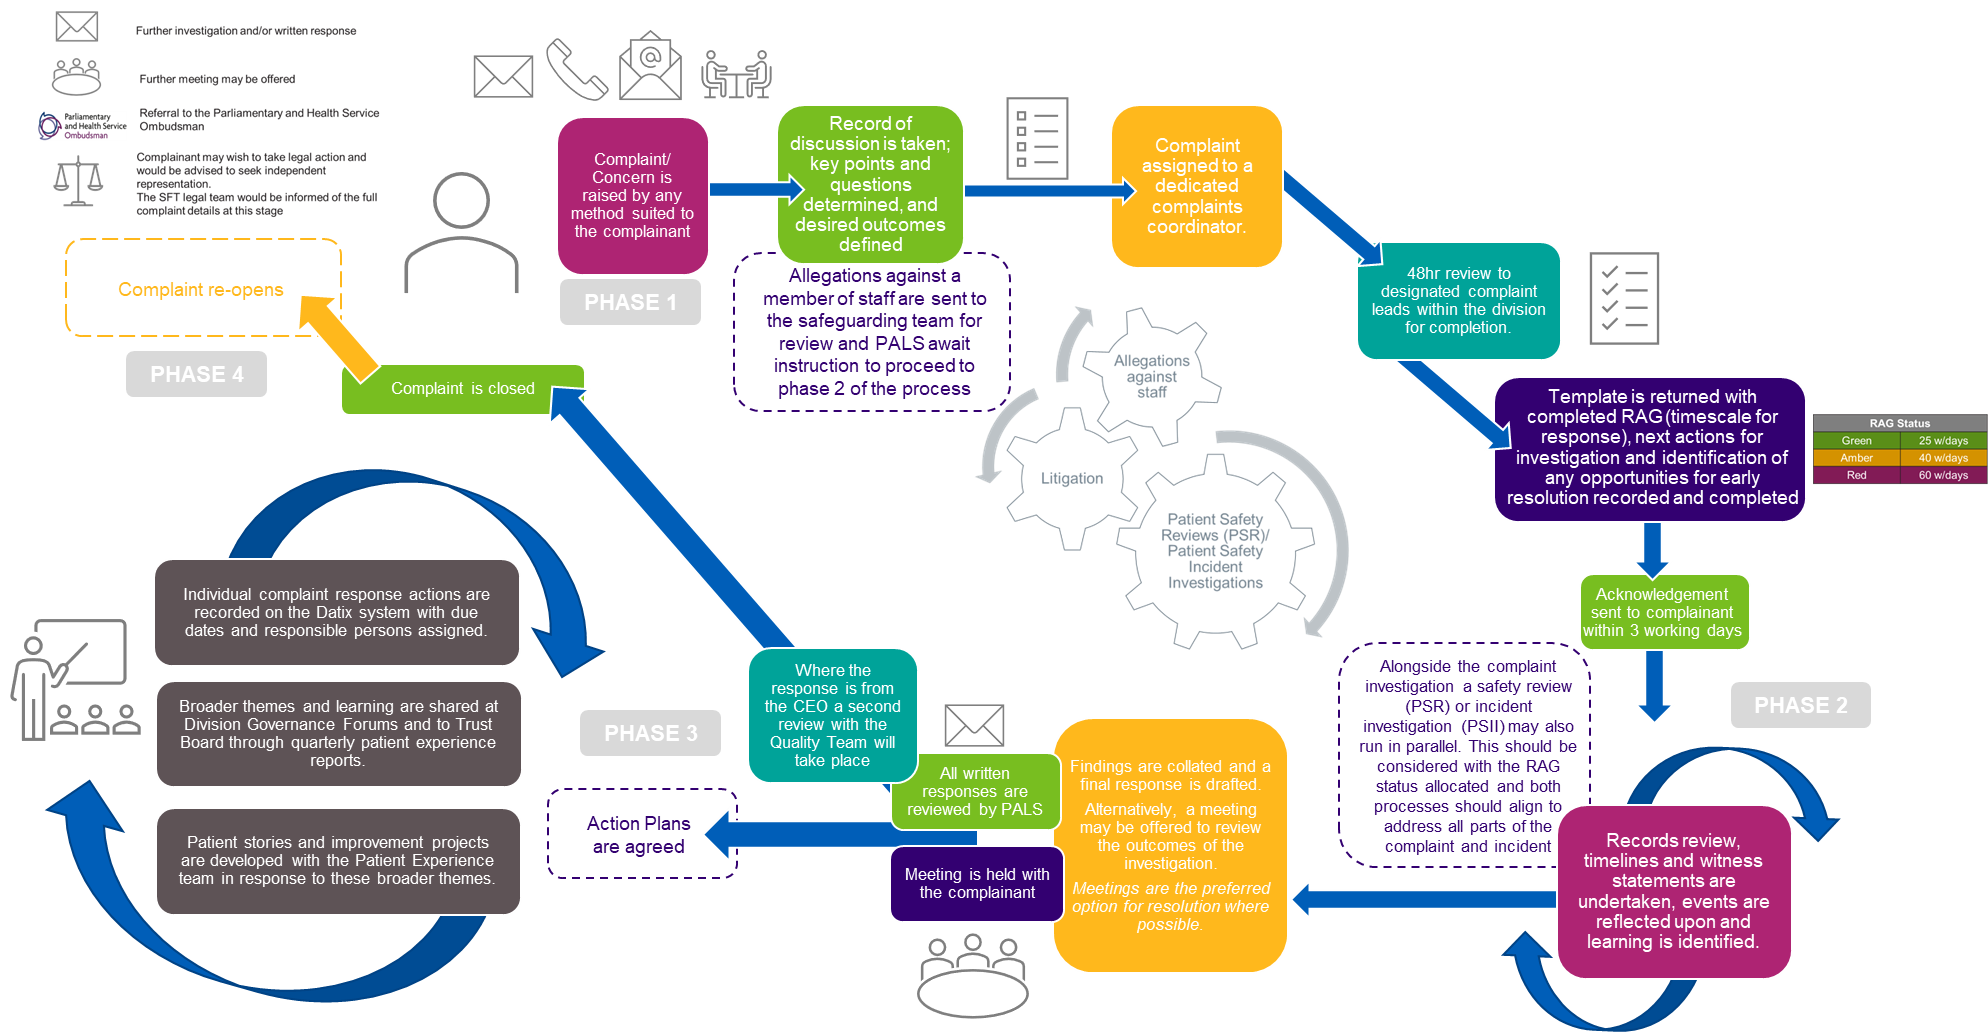 Further investigation and/or written response
Further meeting may be offered
Parliamentary
and Health Service
Ombudsman
Referral to the Parliamentary and Health Service
Ombudsman
Complainant may wish to take legal action and
would be advised to seek independent
representation.
The SFT legal team would be informed of the full
complaint details at this stage
Complaint re-opens
PHASE 4
Complaint is closed
Complaint/
Concern is
raised by any
method suited to
the complainant
PHASE 1
Record of
discussion is taken;
key points and
questions
determined, and
desired outcomes
defined
Allegations against a
member of staff are sent to
the safeguarding team for
review and PALS await
instruction to proceed to
phase 2 of the process
Complaint
assigned to a
dedicated
complaints
coordinator.
48hr review to
designated complaint
leads within the division
for completion.
Template is returned with
completed RAG (timescale for
response), next actions for
investigation and identification of
any opportunities for early
resolution recorded and completed
RAG Status
Green 25 w/days
Amber 40 w/days
Red 60 w/days
Allegations
against
staff
Litigation
Patient Safety
Reviews (PSR)/
Patient Safety
Incident
Investigations
Acknowledgement
sent to complainant
within 3 working days
PHASE 2
Alongside the complaint
investigation a safety review
(PSR) or incident
investigation (PSII) may also
run in parallel. This should be
considered with the RAG
status allocated and both
processes should align to
address all parts of the
complaint and incident
Records review,
timelines and witness
statements are
undertaken, events are
reflected upon and
learning is identified.
Findings are collated and a
final response is drafted.
Alternatively, a meeting
may be offered to review
the outcomes of the
investigation.
Meetings are the preferred
option for resolution where
possible.
All written
responses are
reviewed by PALS
Meeting is held with
the complainant
Where the
response is from
the CEO a second
review with the
Quality Team will
take place
PHASE 3
Action Plans
are agreed
Individual complaint response actions are
recorded on the Datix system with due
dates and responsible persons assigned.
Broader themes and learning are shared at
Division Governance Forums and to Trust
Board through quarterly patient experience
reports.
Patient stories and improvement projects
are developed with the Patient Experience
team in response to these broader themes.